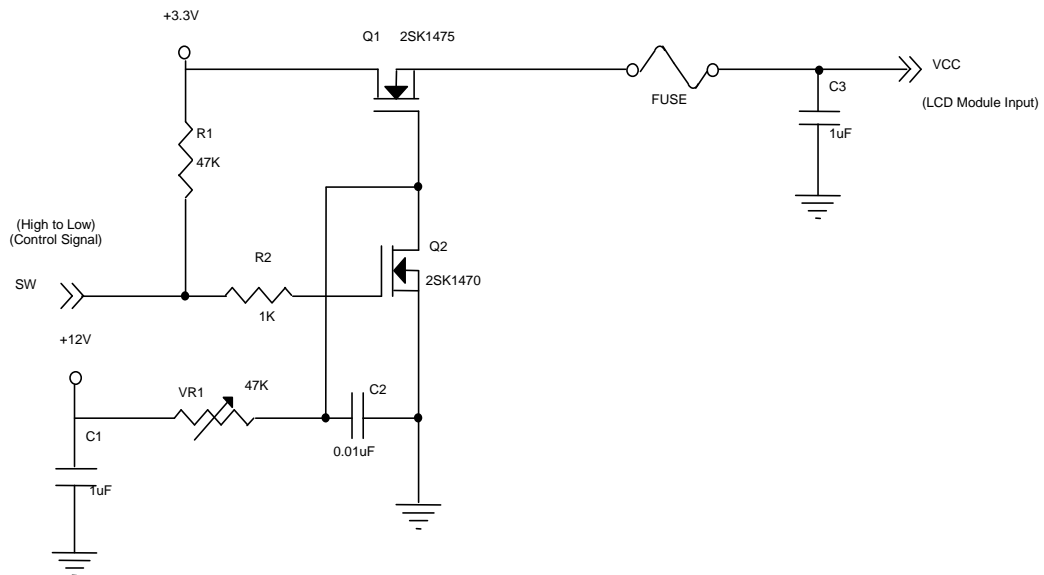 +3.3V
Q1 2SK1475
VCC
FUSE
C3
(LCD Module Input)
R1
1uF
47K
(High to Low)
(Control Signal)
Q2
R2
SW
2SK1470
1K
+12V
VR1
47K
C2
C1
0.01uF
1uF